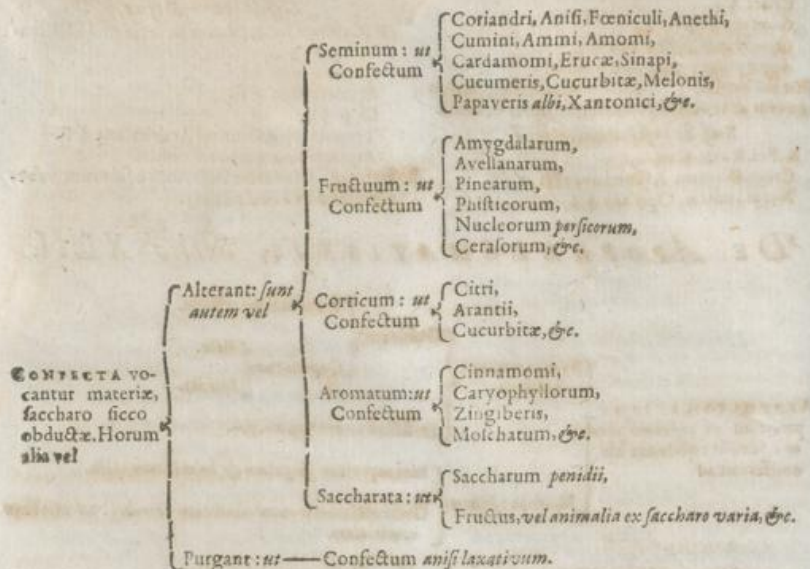 Seminum: ut
Confectum
Coriandri, Anisi, Fœniculi, Anethi,
Cumini, Ammi, Amomi,
Cardamomi, Erucæ, Sinapi,
Cucumeris, Cucurbitæ, Melonis,
Papaveris albi, Xantonici, &c.
Fructuum: ut
Confectum
Amygdalarum,
Avellanarum,
Pinearum,
Phisticorum,
Nucleorum persicorum,
Cerasorum, &c.
Alterant: sunt
autem vel
Corticum: ut
Confectum
Citri,
Arantii,
Cucurbitæ, &c.
CONFECTA vo-
cantur materiæ,
saccharo sicco
obductæ. Horum
alia vel
Aromatum: ut
Confectum
Cinnamomi,
Caryophyllorum,
Zingiberis,
Moschatum, &c.
Saccharata: ut
Saccharum penidii,
Fructus, vel animalia ex saccharo varia, &c.
Purgant: ut — Confectum anisi laxativum.